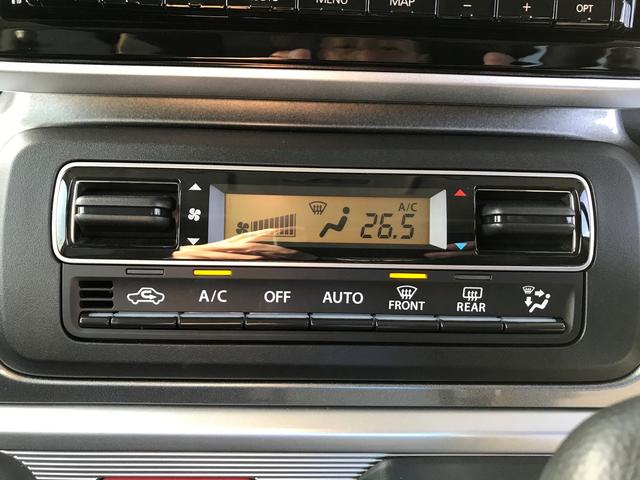 MENU MAP − + OPT
A/C
26.5
A/C OFF AUTO FRONT REAR